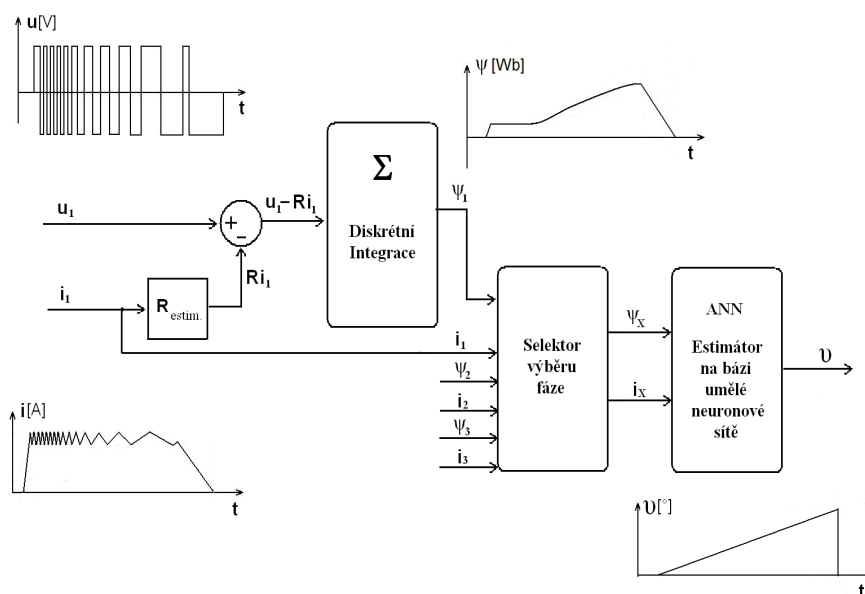 u[V]
t
ψ [Wb]
t
Σ
Diskrétní
Integrace
u₁
+
−
u₁−Ri₁
ψ₁
Ri₁
i₁
R estim.
i₁
ψ₂
i₂
ψ₃
i₃
Selektor
výběru
fáze
ψₓ
iₓ
ANN
Estimátor
na bázi
umělé
neuronové
sítě
υ
i[A]
t
υ[°]
t